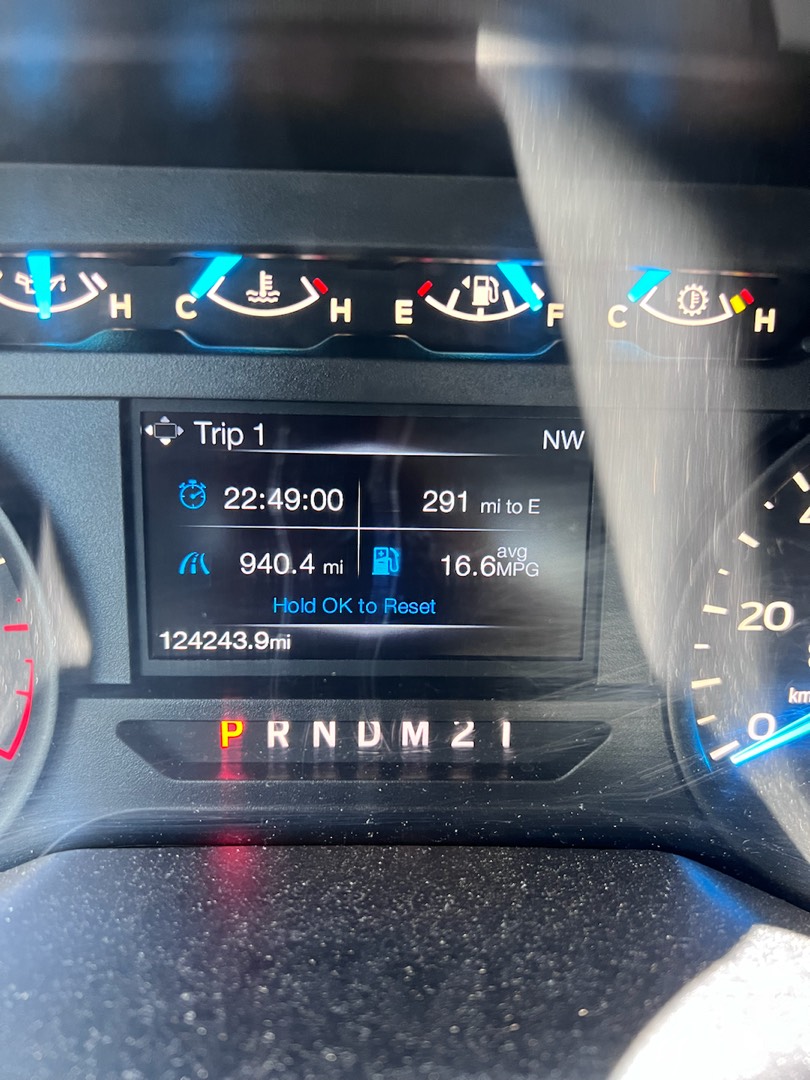 H C H E F C H
Trip 1 NW
22:49:00 291 mi to E
940.4 mi 16.6 avg MPG
Hold OK to Reset
124243.9mi
20
0
P R N D M 2 1